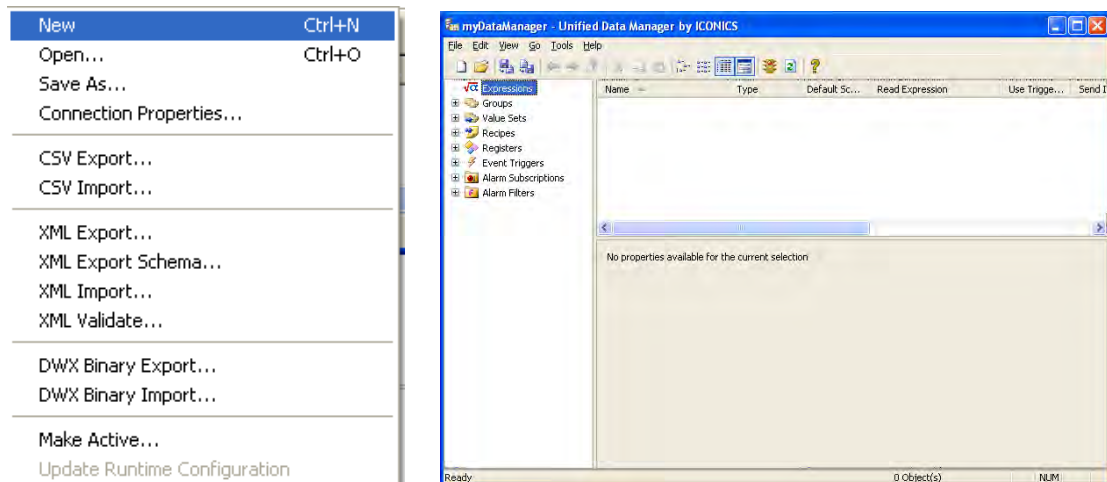 New Ctrl+N
Open... Ctrl+O
Save As...
Connection Properties...
CSV Export...
CSV Import...
XML Export...
XML Export Schema...
XML Import...
XML Validate...
DWX Binary Export...
DWX Binary Import...
Make Active...
Update Runtime Configuration
myDataManager - Unified Data Manager by ICONICS
File Edit View Go Tools Help
Expressions
Groups
Value Sets
Recipes
Registers
Event Triggers
Alarm Subscriptions
Alarm Filters
Name Type Default Sc... Read Expression Use Trigge... Send I
No properties available for the current selection
Ready 0 Object(s) NUM